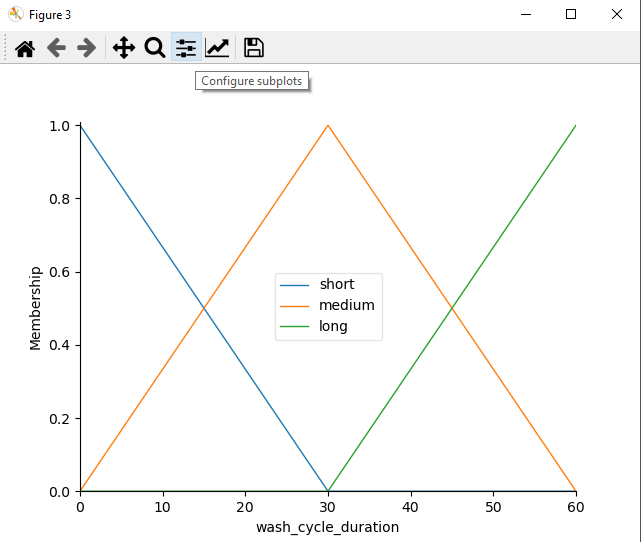 Figure 3
Configure subplots
1.0
0.8
0.6
0.4
0.2
0.0
Membership
short
medium
long
0 10 20 30 40 50 60
wash_cycle_duration